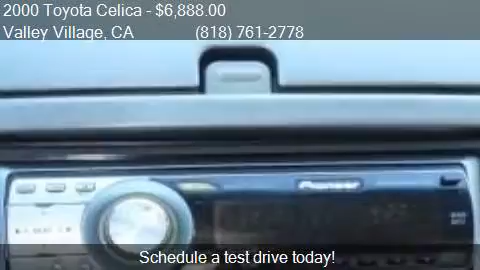 2000 Toyota Celica - $6,888.00
Valley Village, CA (818) 761-2778
Pioneer
Schedule a test drive today!